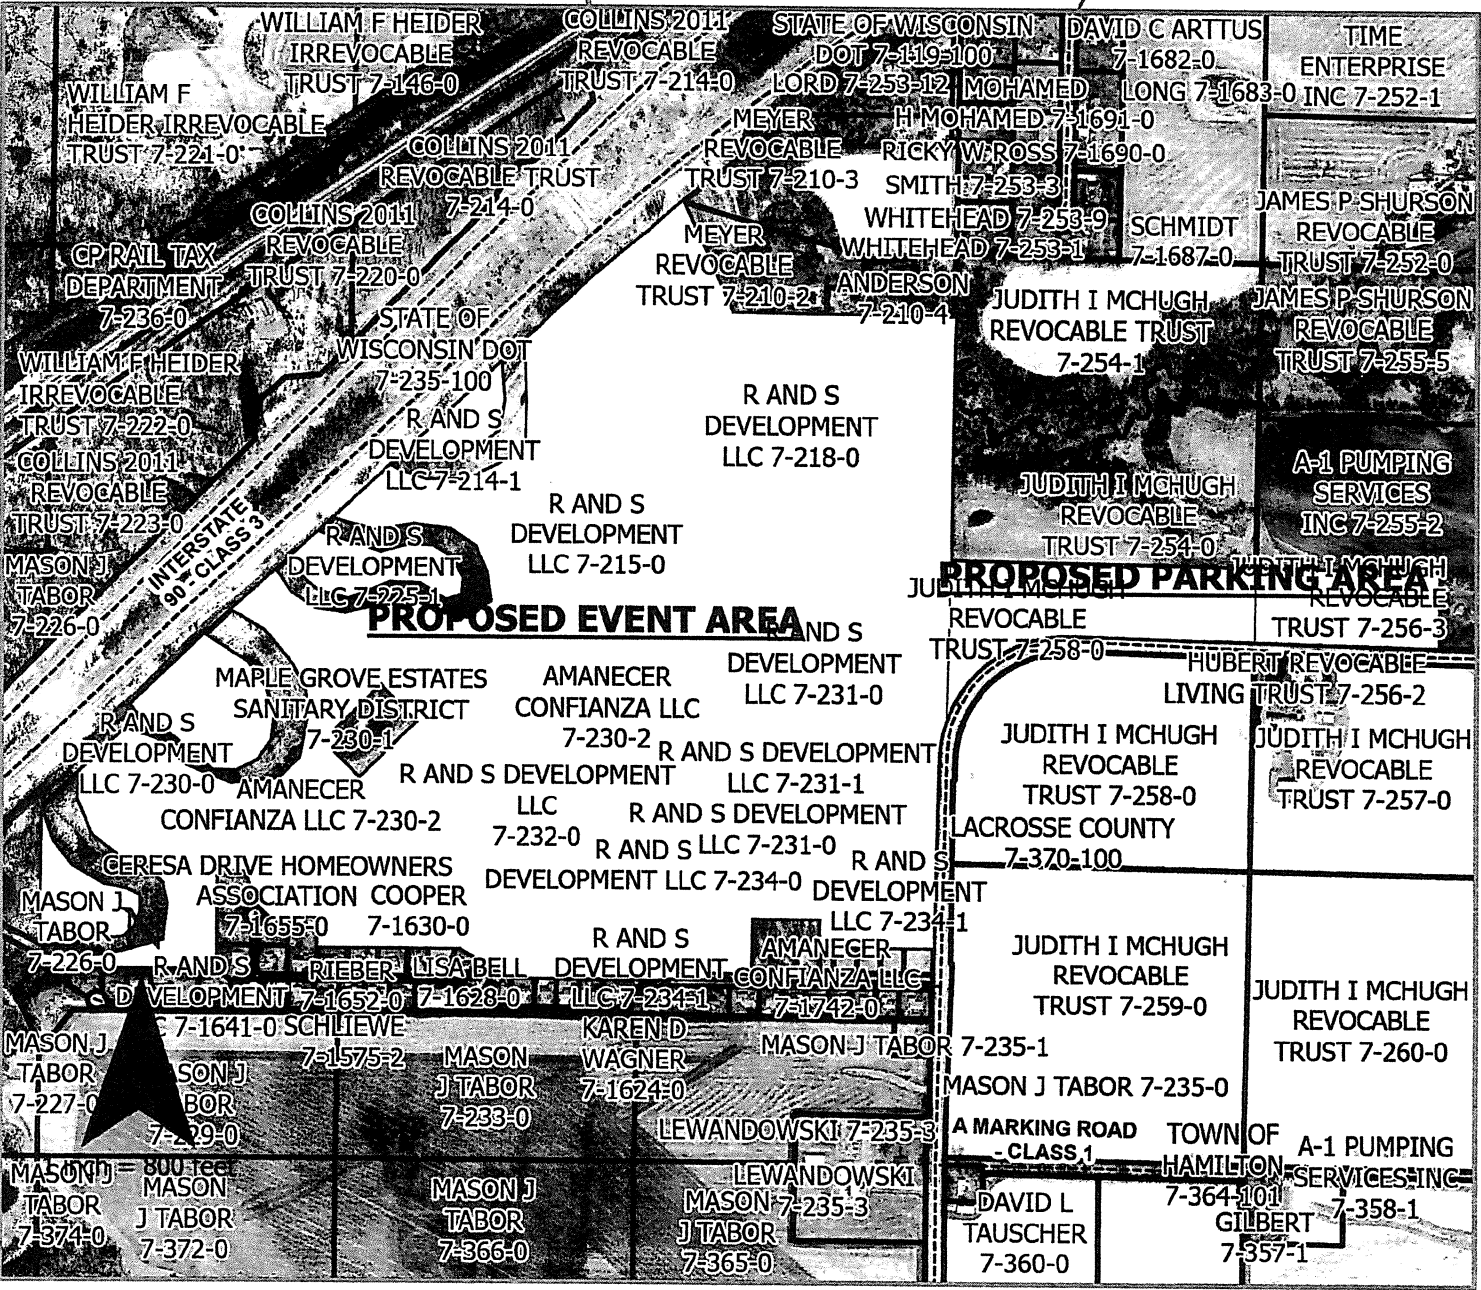 WILLIAM F HEIDER
IRREVOCABLE
TRUST 7-146-0
COLLINS 2011
REVOCABLE
TRUST 7-214-0
STATE OF WISCONSIN
DOT 7-119-100
LORD 7-253-12
DAVID C ARTTUS
7-1682-0
TIME
ENTERPRISE
INC 7-252-1
WILLIAM F
HEIDER IRREVOCABLE
TRUST 7-221-0
MOHAMED
H MOHAMED 7-1691-0
LONG 7-1683-0
MEYER
REVOCABLE
TRUST 7-210-3
RICKY W ROSS 7-1690-0
SMITH 7-253-3
WHITEHEAD 7-253-9
WHITEHEAD 7-253-1
COLLINS 2011
REVOCABLE TRUST
7-214-0
COLLINS 2011
REVOCABLE
TRUST 7-220-0
JAMES P SHURSON
REVOCABLE
TRUST 7-252-0
SCHMIDT
7-1687-0
MEYER
REVOCABLE
TRUST 7-210-2
ANDERSON
7-210-4
CP RAIL TAX
DEPARTMENT
7-236-0
JUDITH I MCHUGH
REVOCABLE TRUST
7-254-1
JAMES P SHURSON
REVOCABLE
TRUST 7-255-5
STATE OF
WISCONSIN DOT
7-235-100
WILLIAM F HEIDER
IRREVOCABLE
TRUST 7-222-0
R AND S
DEVELOPMENT
LLC 7-218-0
R AND S
DEVELOPMENT
LLC 7-214-1
COLLINS 2011
REVOCABLE
TRUST 7-223-0
A-1 PUMPING
SERVICES
INC 7-255-2
JUDITH I MCHUGH
REVOCABLE
TRUST 7-254-0
R AND S
DEVELOPMENT
LLC 7-215-0
INTERSTATE
90 - CLASS 3
R AND S
DEVELOPMENT
LLC 7-225-1
MASON J
TABOR
7-226-0
PROPOSED PARKING AREA
JUDITH I MCHUGH
REVOCABLE
TRUST 7-256-3
JUDITH I MCHUGH
REVOCABLE
TRUST 7-258-0
PROPOSED EVENT AREA
R AND S
DEVELOPMENT
LLC 7-231-0
HUBERT REVOCABLE
LIVING TRUST 7-256-2
MAPLE GROVE ESTATES
SANITARY DISTRICT
7-230-1
AMANECER
CONFIANZA LLC
7-230-2
R AND S
DEVELOPMENT
LLC 7-230-0
JUDITH I MCHUGH
REVOCABLE
TRUST 7-258-0
JUDITH I MCHUGH
REVOCABLE
TRUST 7-257-0
R AND S DEVELOPMENT
LLC 7-231-1
R AND S DEVELOPMENT
LLC
7-232-0
AMANECER
CONFIANZA LLC 7-230-2
R AND S DEVELOPMENT
LLC 7-231-0
LACROSSE COUNTY
7-370-100
R AND S
DEVELOPMENT LLC 7-234-0
R AND S
DEVELOPMENT
LLC 7-234-1
CERESA DRIVE HOMEOWNERS
ASSOCIATION
7-1655-0
COOPER
7-1630-0
MASON J
TABOR
7-226-0
R AND S
DEVELOPMENT
LLC 7-234-1
AMANECER
CONFIANZA LLC
7-1742-0
R AND S
DEVELOPMENT
C 7-1641-0
RIEBER
7-1652-0
LISA BELL
7-1628-0
JUDITH I MCHUGH
REVOCABLE
TRUST 7-259-0
JUDITH I MCHUGH
REVOCABLE
TRUST 7-260-0
SCHLIEWE
7-1575-2
KAREN D
WAGNER
7-1624-0
MASON J
TABOR
7-227-0
MASON
J TABOR
7-233-0
MASON J TABOR 7-235-1
MASON J TABOR 7-235-0
ASON J
BOR
7-229-0
LEWANDOWSKI 7-235-3
A MARKING ROAD
- CLASS 1
TOWN OF
HAMILTON
7-364-101
A-1 PUMPING
SERVICES INC
7-358-1
1 inch = 800 feet
MASON J
TABOR
7-374-0
MASON
J TABOR
7-372-0
MASON J
TABOR
7-366-0
LEWANDOWSKI
7-235-3
MASON
J TABOR
7-365-0
DAVID L
TAUSCHER
7-360-0
GILBERT
7-357-1